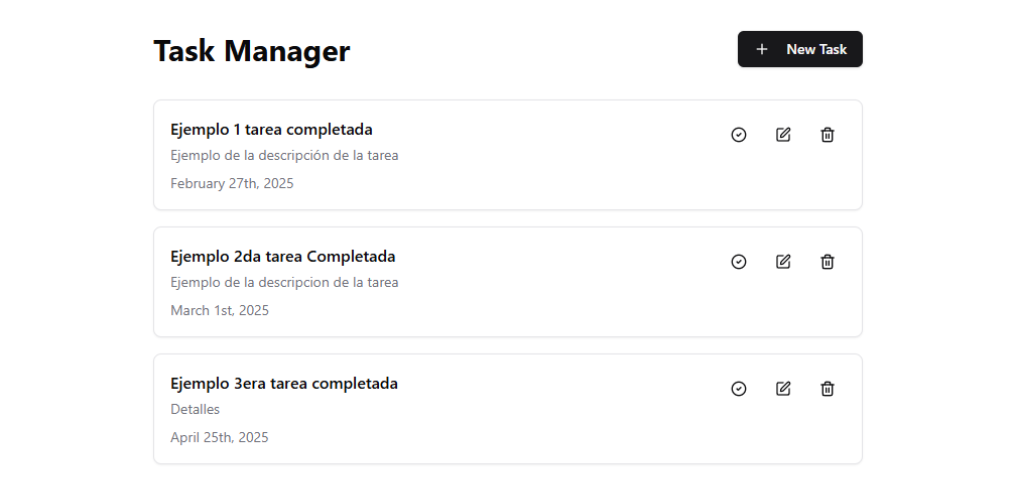 Task Manager
New Task
Ejemplo 1 tarea completada
Ejemplo de la descripción de la tarea
February 27th, 2025
Ejemplo 2da tarea Completada
Ejemplo de la descripcion de la tarea
March 1st, 2025
Ejemplo 3era tarea completada
Detalles
April 25th, 2025